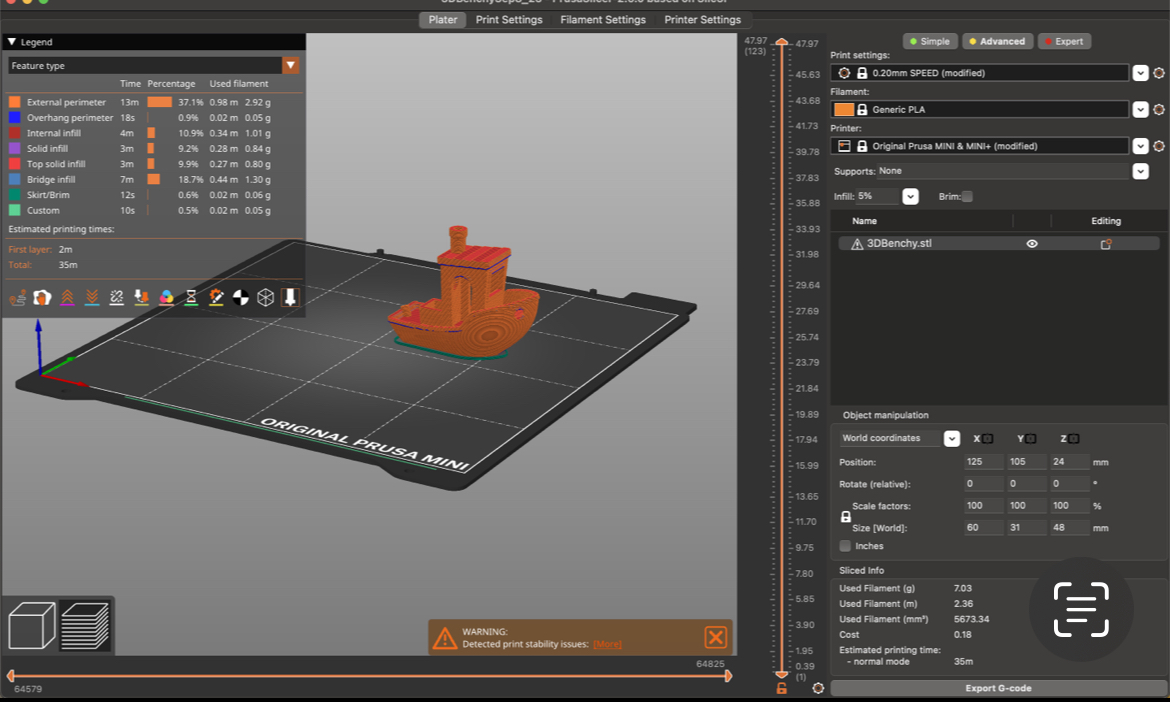 Plater Print Settings Filament Settings Printer Settings
Legend
Feature type
Time Percentage Used filament
External perimeter 13m 37.1% 0.98 m 2.92 g
Overhang perimeter 18s 0.9% 0.02 m 0.05 g
Internal infill 4m 10.9% 0.34 m 1.01 g
Solid infill 3m 9.2% 0.28 m 0.84 g
Top solid infill 3m 9.9% 0.27 m 0.80 g
Bridge infill 7m 18.7% 0.44 m 1.30 g
Skirt/Brim 12s 0.6% 0.02 m 0.06 g
Custom 10s 0.5% 0.02 m 0.05 g
Estimated printing times:
First layer: 2m
Total: 35m
ORIGINAL PRUSA MINI
WARNING:
Detected print stability issues: [More]
64825
64579
47.97
(123)
47.97
45.63
43.68
41.73
39.78
37.83
35.88
33.93
31.98
29.64
27.69
25.74
23.79
21.84
19.89
17.94
15.99
13.65
11.70
9.75
7.80
5.85
3.90
1.95
0.39
(1)
Simple Advanced Expert
Print settings:
0.20mm SPEED (modified)
Filament:
Generic PLA
Printer:
Original Prusa MINI & MINI+ (modified)
Supports: None
Infill: 5% Brim:
Name Editing
3DBenchy.stl
Object manipulation
World coordinates X Y Z
Position: 125 105 24 mm
Rotate (relative): 0 0 0 °
Scale factors: 100 100 100 %
Size [World]: 60 31 48 mm
Inches
Sliced Info
Used Filament (g) 7.03
Used Filament (m) 2.36
Used Filament (mm³) 5673.34
Cost 0.18
Estimated printing time:
- normal mode 35m
Export G-code